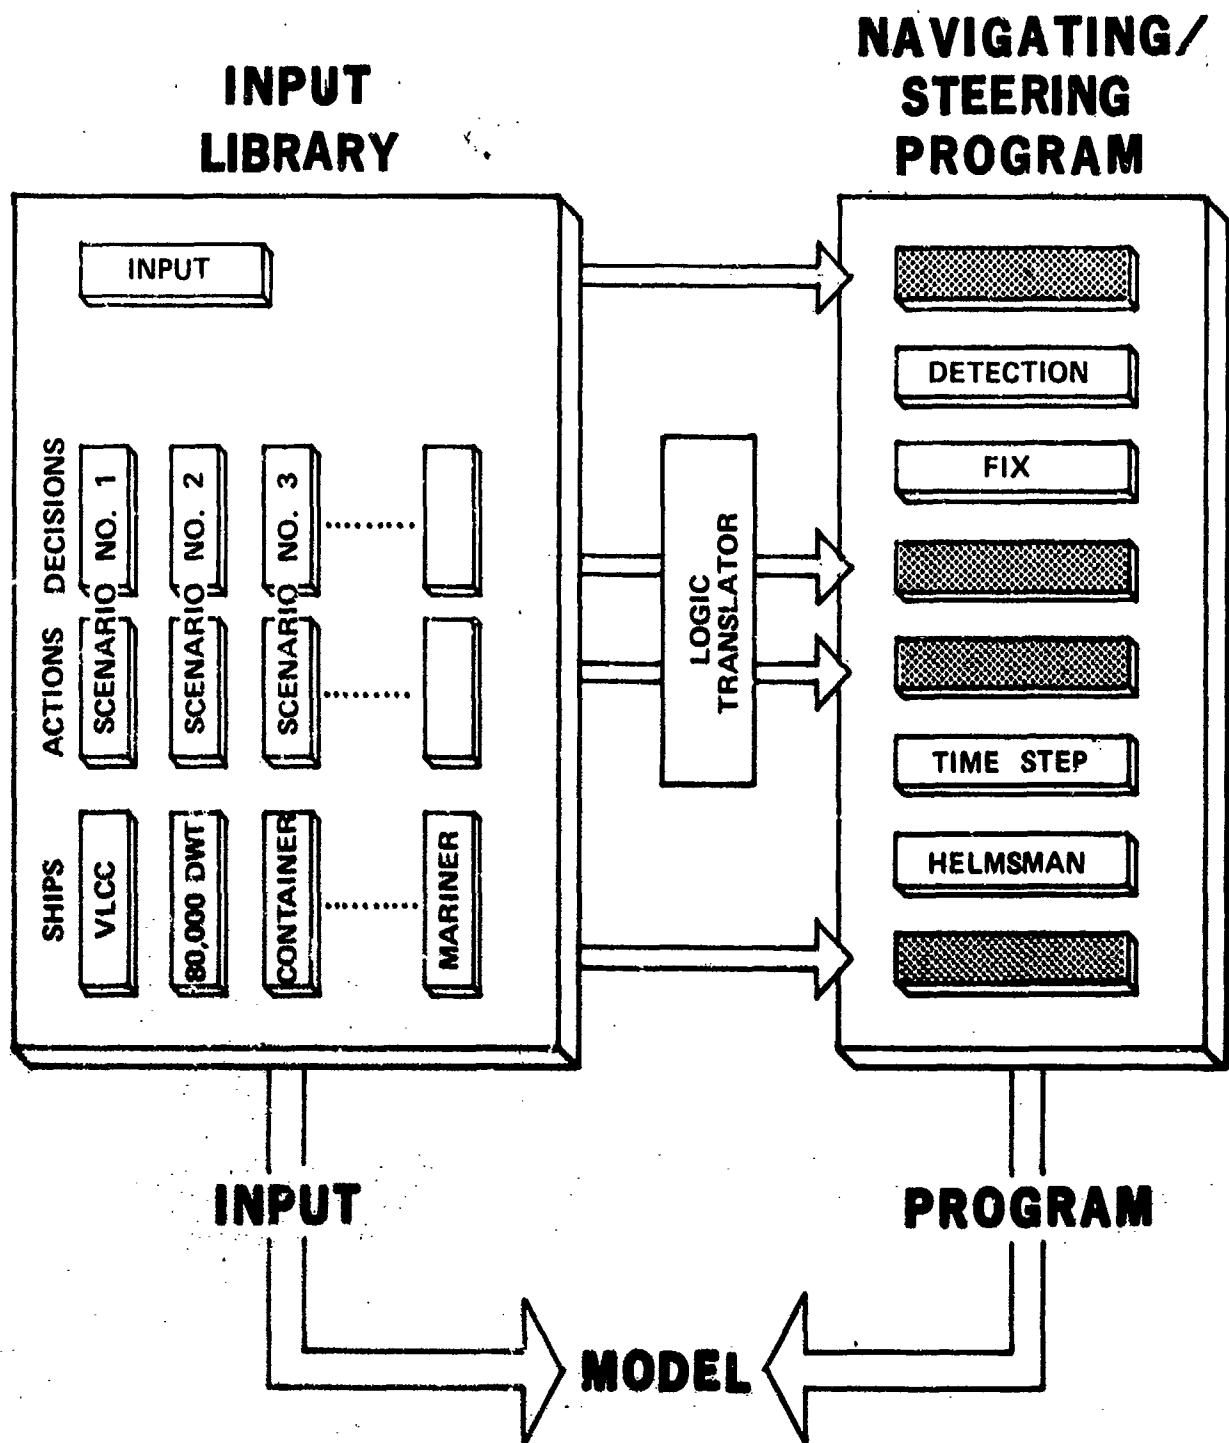 INPUT
LIBRARY
NAVIGATING/
STEERING
PROGRAM
INPUT
DECISIONS
ACTIONS
SCENARIO NO. 1
SCENARIO NO. 2
SCENARIO NO. 3
SHIPS
VLCC
80,000 DWT
CONTAINER
MARINER
LOGIC
TRANSLATOR
DETECTION
FIX
TIME STEP
HELMSMAN
INPUT
PROGRAM
MODEL